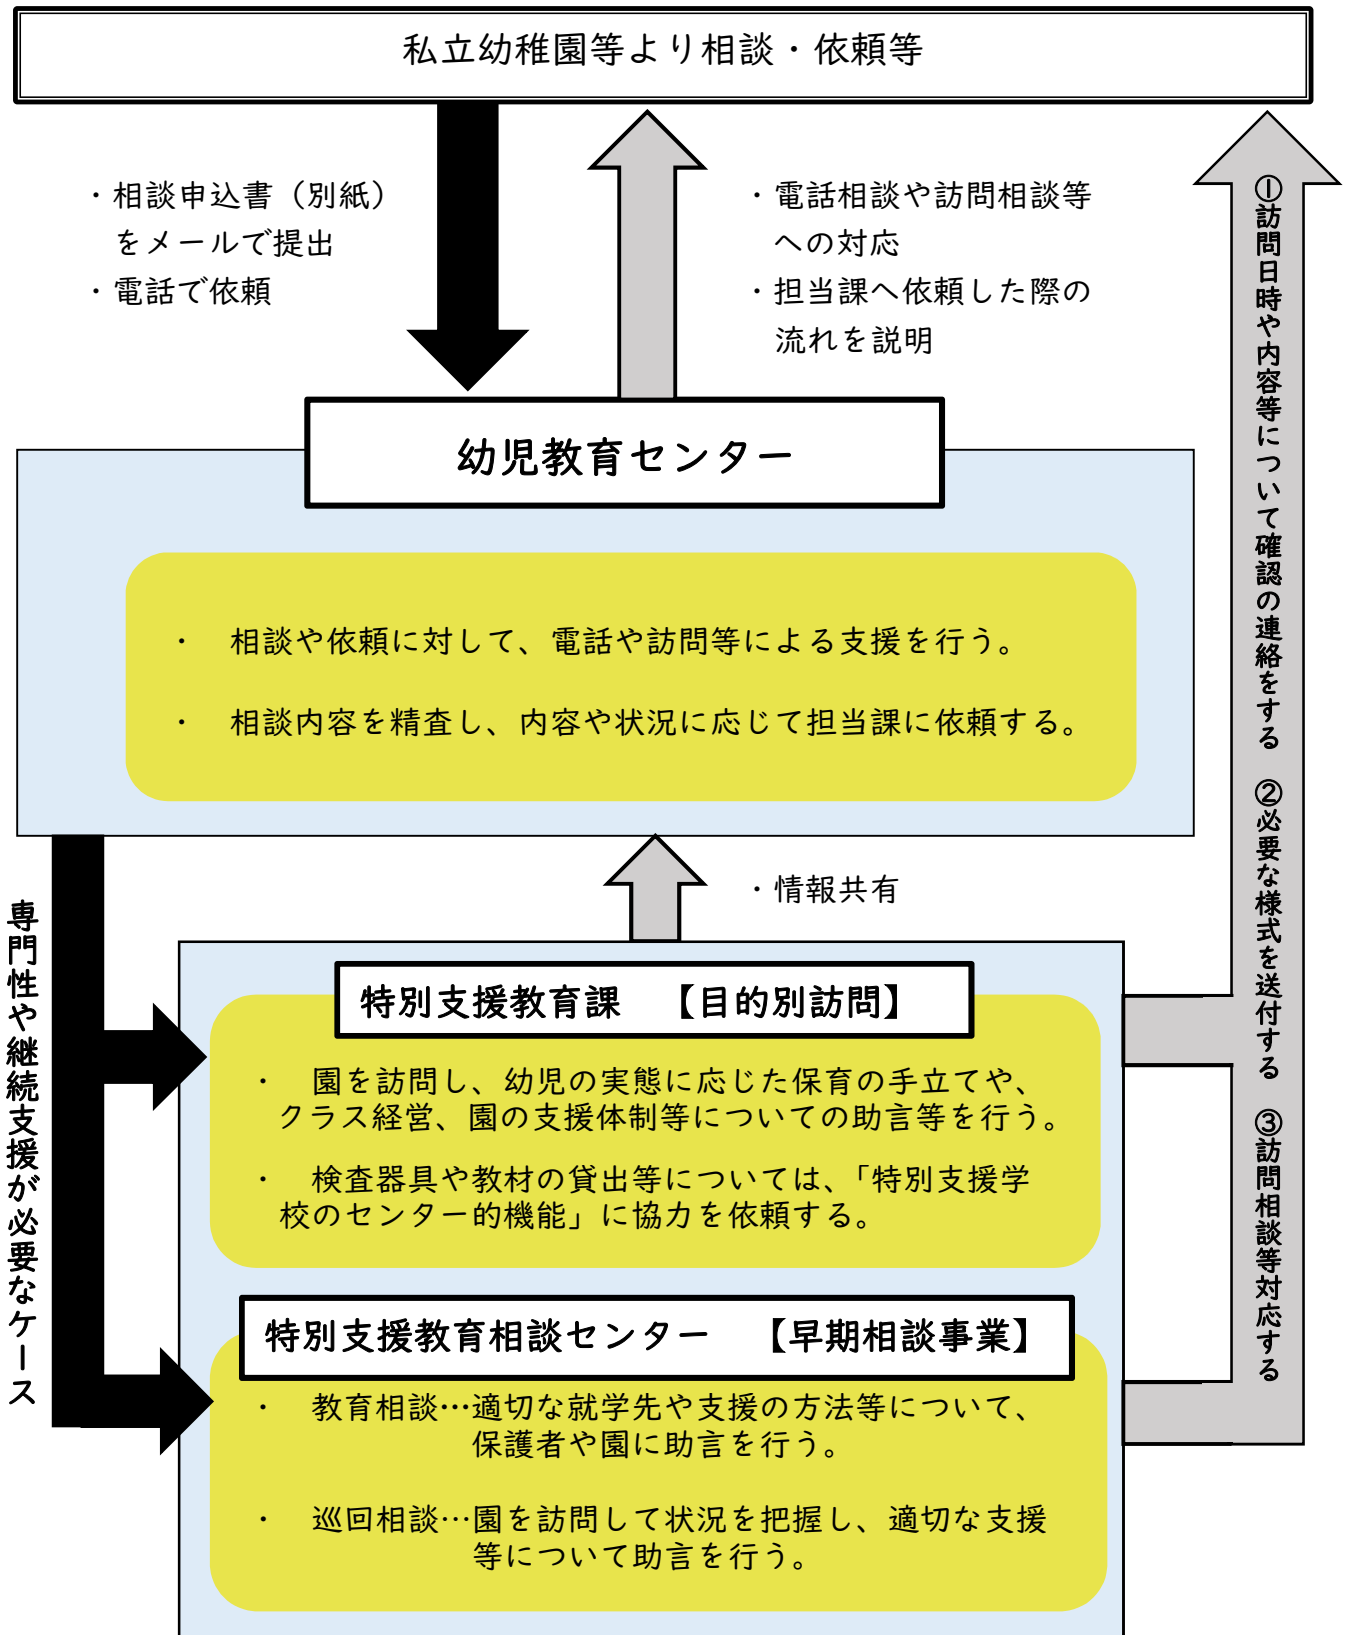 私立幼稚園等より相談・依頼等
・相談申込書（別紙）
をメールで提出
・電話で依頼
・電話相談や訪問相談等
への対応
・担当課へ依頼した際の
流れを説明
幼児教育センター
・　相談や依頼に対して、電話や訪問等による支援を行う。
・　相談内容を精査し、内容や状況に応じて担当課に依頼する。
・情報共有
専門性や継続支援が必要なケース
特別支援教育課　【目的別訪問】
・　園を訪問し、幼児の実態に応じた保育の手立てや、
クラス経営、園の支援体制等についての助言等を行う。
・　検査器具や教材の貸出等については、「特別支援学
校のセンター的機能」に協力を依頼する。
特別支援教育相談センター　【早期相談事業】
・　教育相談…適切な就学先や支援の方法等について、
保護者や園に助言を行う。
・　巡回相談…園を訪問して状況を把握し、適切な支援
等について助言を行う。
①訪問日時や内容等について確認の連絡をする　②必要な様式を送付する　③訪問相談等対応する